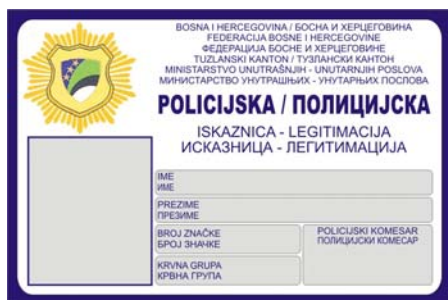 BOSNA I HERCEGOVINA / БОСНА И ХЕРЦЕГОВИНА
FEDERACIJA BOSNE I HERCEGOVINE
ФЕДЕРАЦИЈА БОСНЕ И ХЕРЦЕГОВИНЕ
TUZLANSKI KANTON / ТУЗЛАНСКИ КАНТОН
MINISTARSTVO UNUTRAŠNJIH - UNUTARNJIH POSLOVA
МИНИСТАРСТВО УНУТРАШЊИХ - УНУТАРЊИХ ПОСЛОВА
POLICIJSKA / ПОЛИЦИЈСКА
ISKAZNICA - LEGITIMACIJA
ИСКАЗНИЦА - ЛЕГИТИМАЦИЈА
IME
ИМЕ
PREZIME
ПРЕЗИМЕ
BROJ ZNAČKE
БРОЈ ЗНАЧКЕ
POLICIJSKI KOMESAR
ПОЛИЦИЈСКИ КОМЕСАР
KRVNA GRUPA
КРВНА ГРУПА